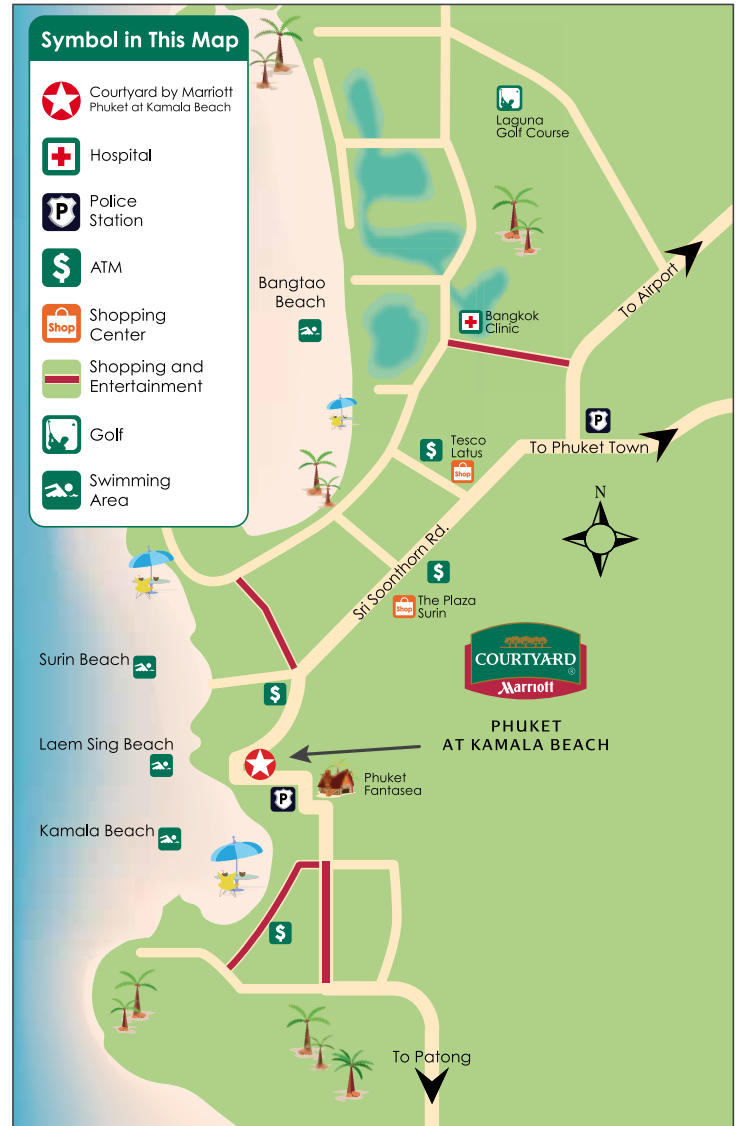 Symbol in This Map
Courtyard by Marriott
Phuket at Kamala Beach
Hospital
P
Police
Station
$
ATM
Shop
Shopping
Center
Shopping and
Entertainment
Golf
Swimming
Area
Laguna
Golf Course
Bangtao
Beach
To Airport
Bangkok
Clinic
P
To Phuket Town
$
Tesco
Latus
Shop
N
Sri Soonthorn Rd.
$
Shop
The Plaza
Surin
COURTYARD
®
Marriott
PHUKET
AT KAMALA BEACH
Surin Beach
$
Laem Sing Beach
Phuket
Fantasea
P
Kamala Beach
$
To Patong